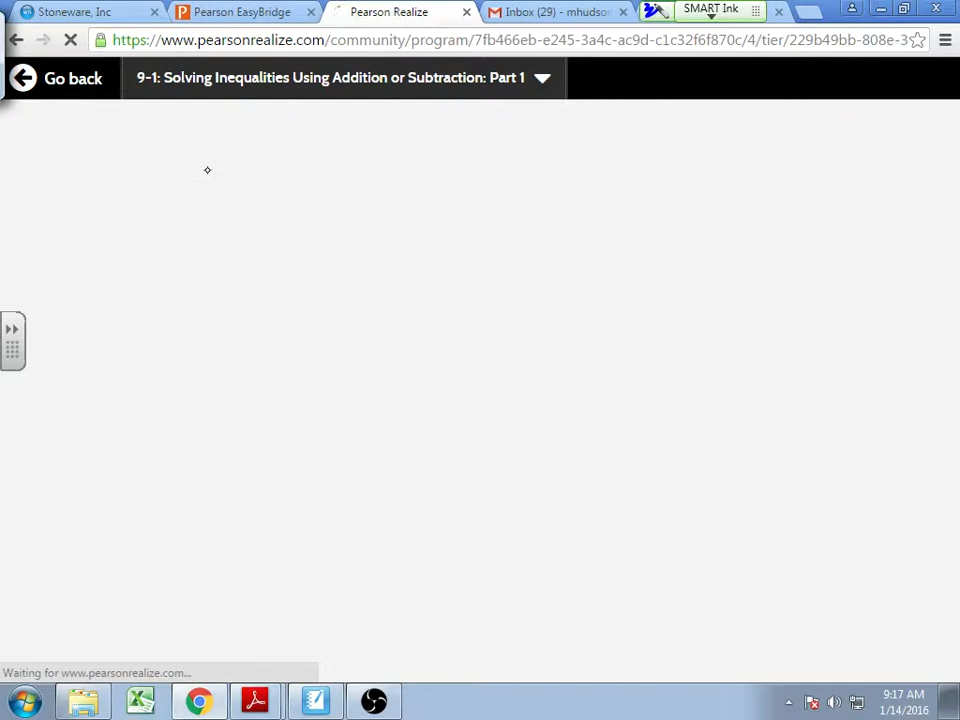 Stoneware, Inc
Pearson EasyBridge
Pearson Realize
Inbox (29) - mhudson
SMART Ink
https://www.pearsonrealize.com/community/program/7fb466eb-e245-3a4c-ac9d-c1c32f6f870c/4/tier/229b49bb-808e-3
Go back
9-1: Solving Inequalities Using Addition or Subtraction: Part 1
Waiting for www.pearsonrealize.com...
9:17 AM
1/14/2016